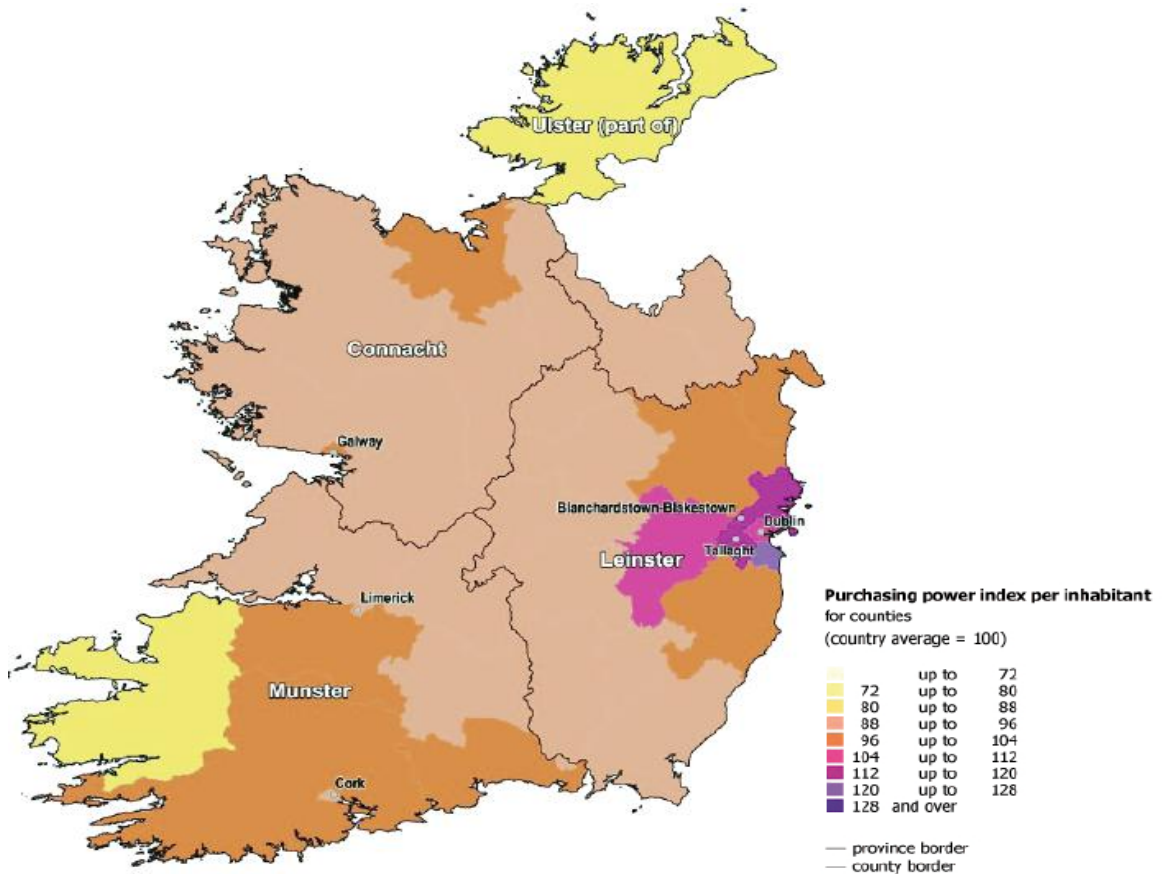 Ulster (part of)
Connacht
Galway
Blanchardstown-Blakestown
Dublin
Tallaght
Leinster
Limerick
Munster
Cork
Purchasing power index per inhabitant
for counties
(country average = 100)
up to 72
72 up to 80
80 up to 88
88 up to 96
96 up to 104
104 up to 112
112 up to 120
120 up to 128
128 and over
province border
county border